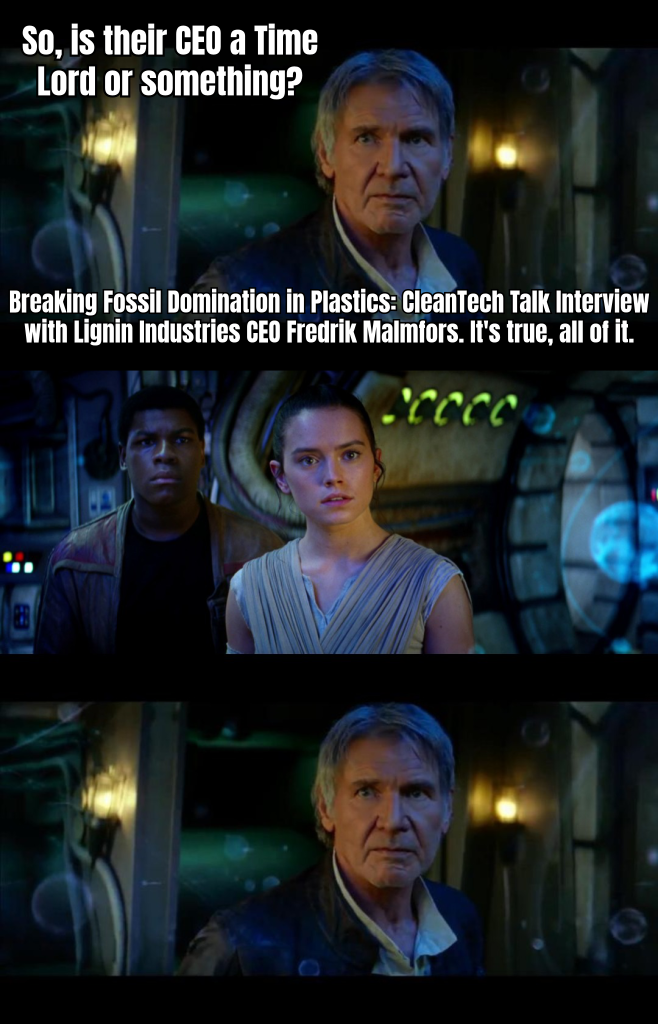 So, is their CEO a Time
Lord or something?
Breaking Fossil Domination in Plastics: CleanTech Talk Interview
with Lignin Industries CEO Fredrik Malmfors. It's true, all of it.